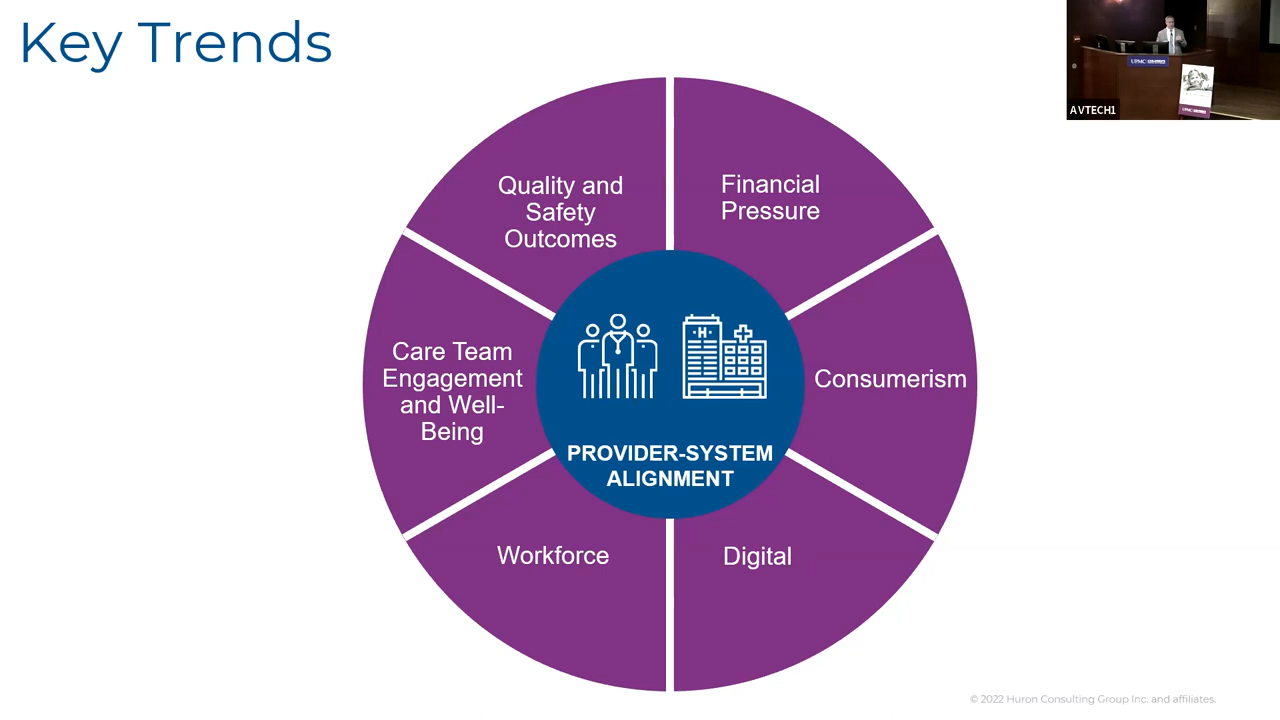 Key Trends
UPMC
AVTECH1
Quality and
Safety
Outcomes
Financial
Pressure
Care Team
Engagement
and Well-
Being
Consumerism
H
PROVIDER-SYSTEM
ALIGNMENT
Workforce
Digital
© 2022 Huron Consulting Group Inc. and affiliates.